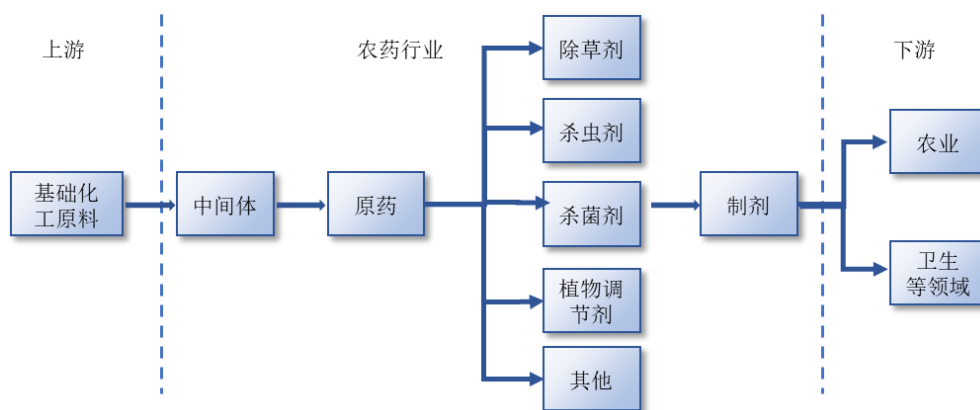 上游
农药行业
下游
基础化
工原料
中间体
原药
除草剂
杀虫剂
杀菌剂
植物调
节剂
其他
制剂
农业
卫生
等领域